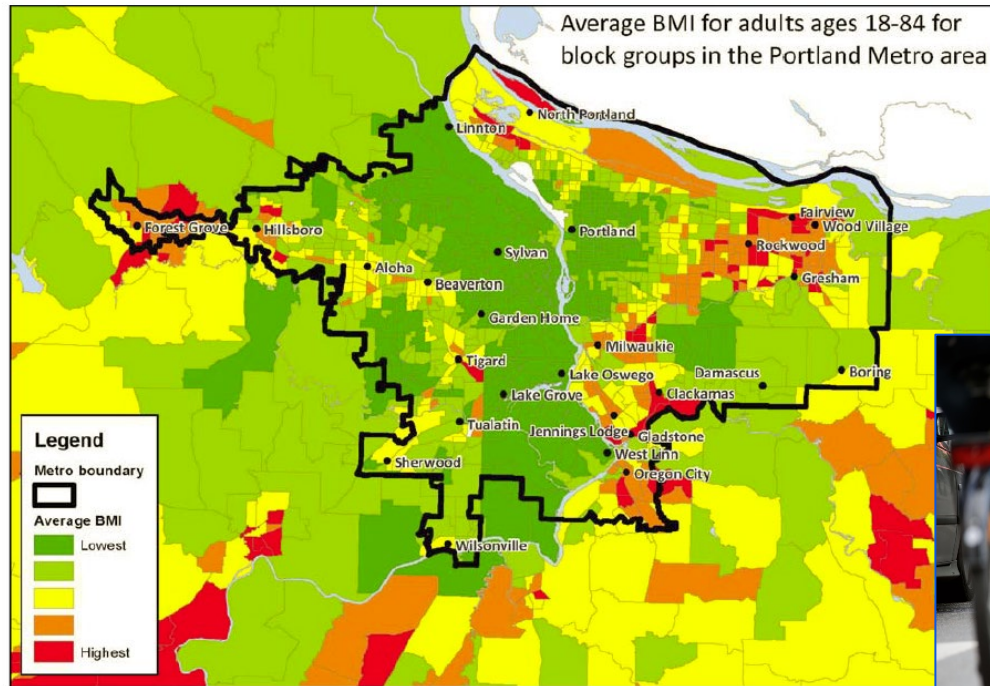 Average BMI for adults ages 18-84 for
block groups in the Portland Metro area
North Portland
Linnton
Fairview
Wood Village
Forest Grove
Hillsboro
Portland
Rockwood
Sylvan
Aloha
Gresham
Beaverton
Garden Home
Milwaukie
Tigard
Lake Oswego
Damascus
Boring
Lake Grove
Clackamas
Tualatin
Jennings Lodge
Gladstone
West Linn
Sherwood
Oregon City
Wilsonville
Legend
Metro boundary
Average BMI
Lowest
Highest